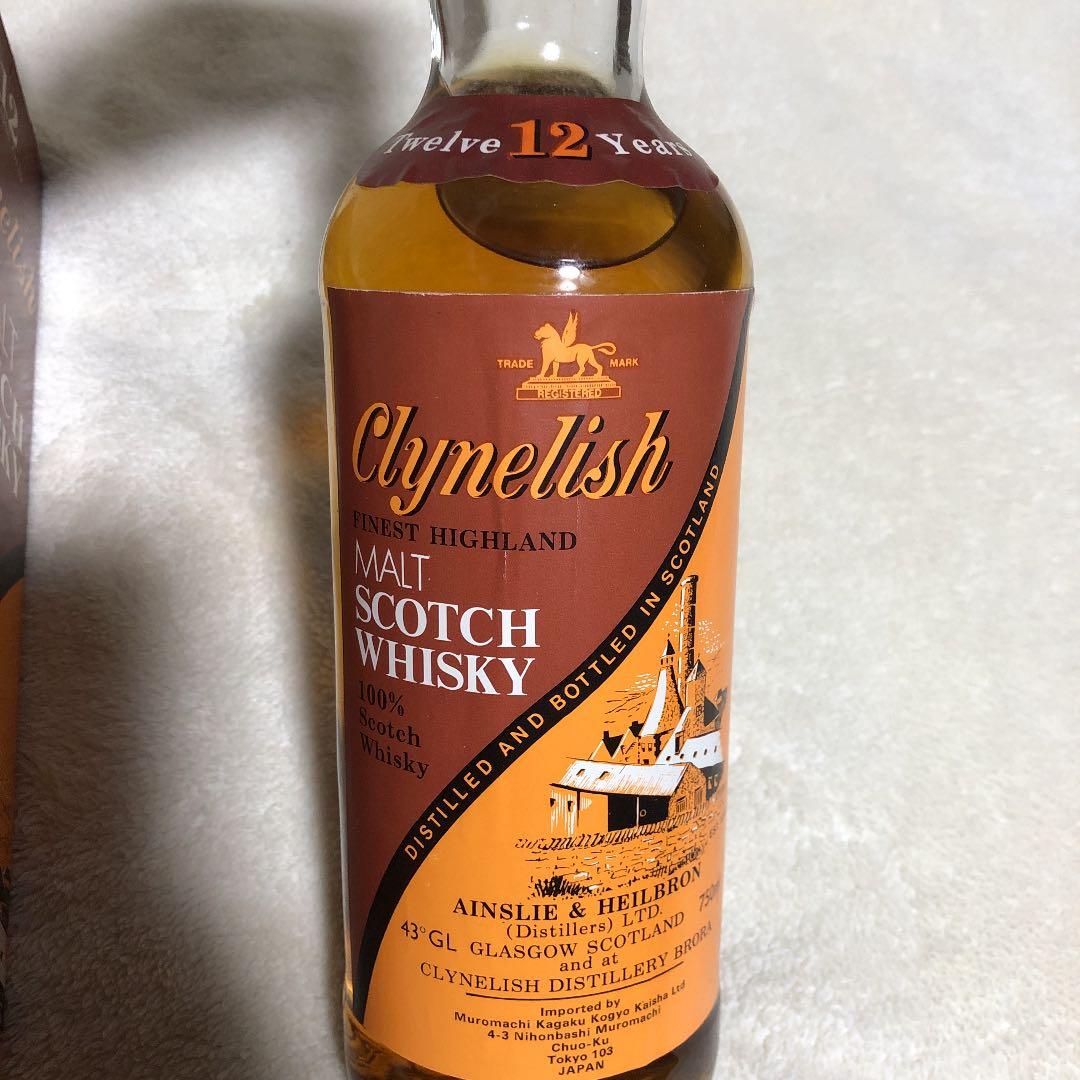 Twelve 12 Years
TRADE MARK
REGISTERED
Clynelish
FINEST HIGHLAND
MALT
SCOTCH
WHISKY
100%
Scotch
Whisky
DISTILLED AND BOTTLED IN SCOTLAND
AINSLIE & HEILBRON
(Distillers) LTD.
43° GL GLASGOW SCOTLAND
and at
CLYNELISH DISTILLERY BRORA
Imported by
Muromachi Kagaku Kogyo Kaisha Ltd
4-3 Nihonbashi Muromachi
Chuo-Ku
Tokyo 103
JAPAN
12